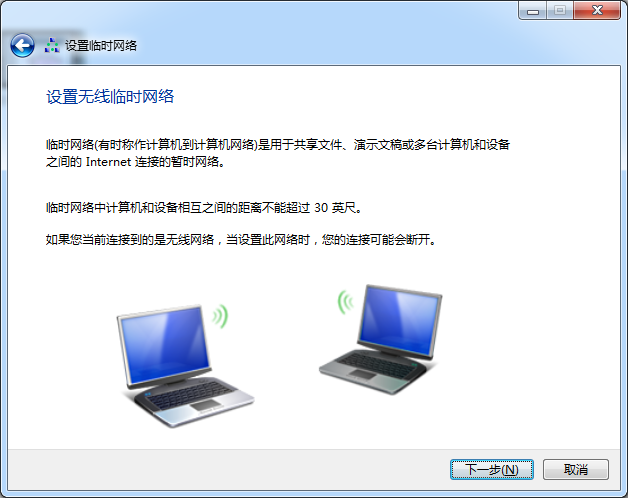 设置临时网络
设置无线临时网络
临时网络(有时称作计算机到计算机网络)是用于共享文件、演示文稿或多台计算机和设备
之间的 Internet 连接的暂时网络。
临时网络中计算机和设备相互之间的距离不能超过 30 英尺。
如果您当前连接到的是无线网络，当设置此网络时，您的连接可能会断开。
下一步(N)
取消